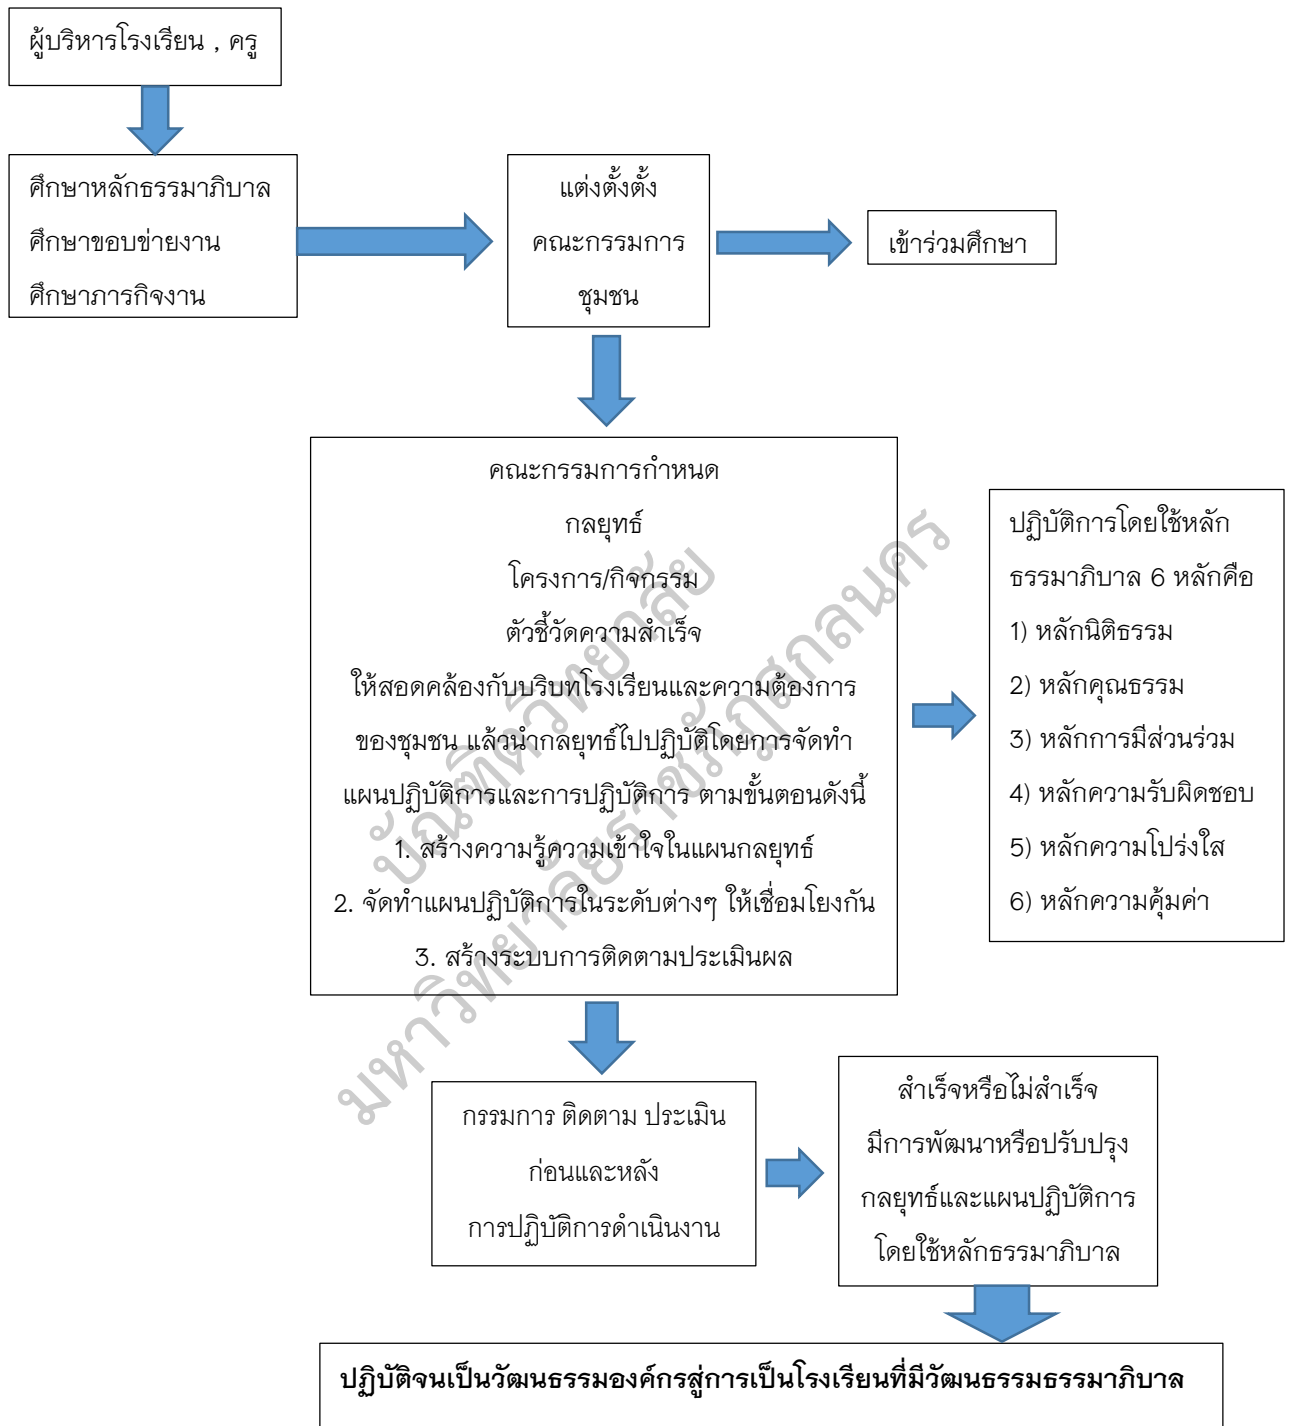 ผู้บริหารโรงเรียน , ครู
ศึกษาหลักธรรมาภิบาล
ศึกษาขอบข่ายงาน
ศึกษาภารกิจงาน
แต่งตั้งตั้ง
คณะกรรมการ
ชุมชน
เข้าร่วมศึกษา
คณะกรรมการกำหนด
กลยุทธ์
โครงการ/กิจกรรม
ตัวชี้วัดความสำเร็จ
ให้สอดคล้องกับบริบทโรงเรียนและความต้องการ
ของชุมชน แล้วนำกลยุทธ์ไปปฏิบัติโดยการจัดทำ
แผนปฏิบัติการและการปฏิบัติการ ตามขั้นตอนดังนี้
1. สร้างความรู้ความเข้าใจในแผนกลยุทธ์
2. จัดทำแผนปฏิบัติการในระดับต่างๆ ให้เชื่อมโยงกัน
3. สร้างระบบการติดตามประเมินผล
ปฏิบัติการโดยใช้หลัก
ธรรมาภิบาล 6 หลักคือ
1) หลักนิติธรรม
2) หลักคุณธรรม
3) หลักการมีส่วนร่วม
4) หลักความรับผิดชอบ
5) หลักความโปร่งใส
6) หลักความคุ้มค่า
กรรมการ ติดตาม ประเมิน
ก่อนและหลัง
การปฏิบัติการดำเนินงาน
สำเร็จหรือไม่สำเร็จ
มีการพัฒนาหรือปรับปรุง
กลยุทธ์และแผนปฏิบัติการ
โดยใช้หลักธรรมาภิบาล
ปฏิบัติจนเป็นวัฒนธรรมองค์กรสู่การเป็นโรงเรียนที่มีวัฒนธรรมธรรมาภิบาล
บัณฑิตวิทยาลัย
มหาวิทยาลัยราชภัฏสกลนคร